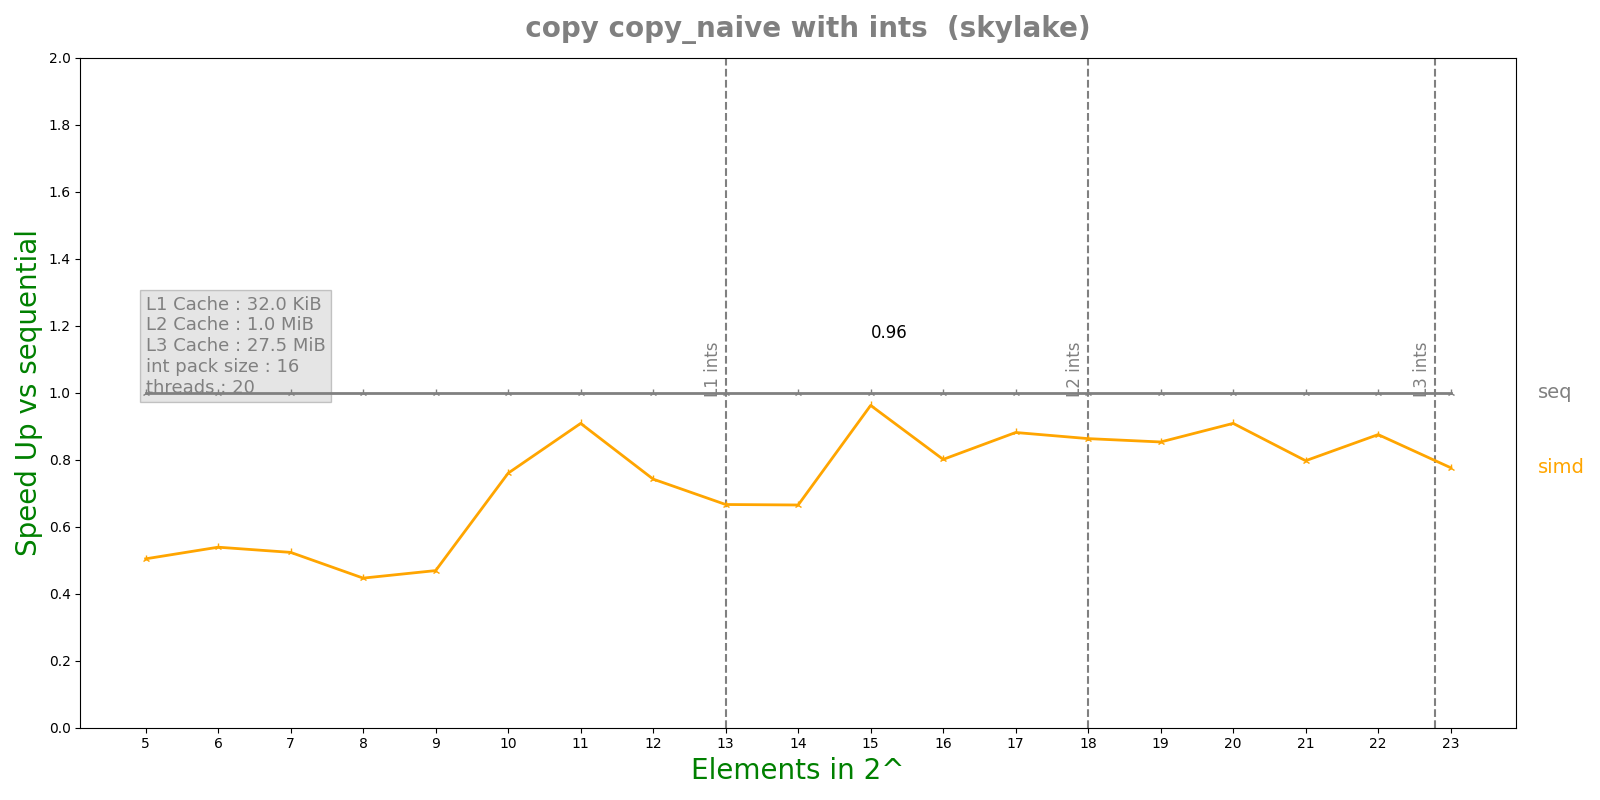 copy copy_naive with ints  (skylake)
Speed Up vs sequential
2.0
1.8
1.6
1.4
1.2
1.0
0.8
0.6
0.4
0.2
0.0
L1 Cache : 32.0 KiB
L2 Cache : 1.0 MiB
L3 Cache : 27.5 MiB
int pack size : 16
threads : 20
L1 ints
0.96
L2 ints
L3 ints
seq
simd
5 6 7 8 9 10 11 12 13 14 15 16 17 18 19 20 21 22 23
Elements in 2^